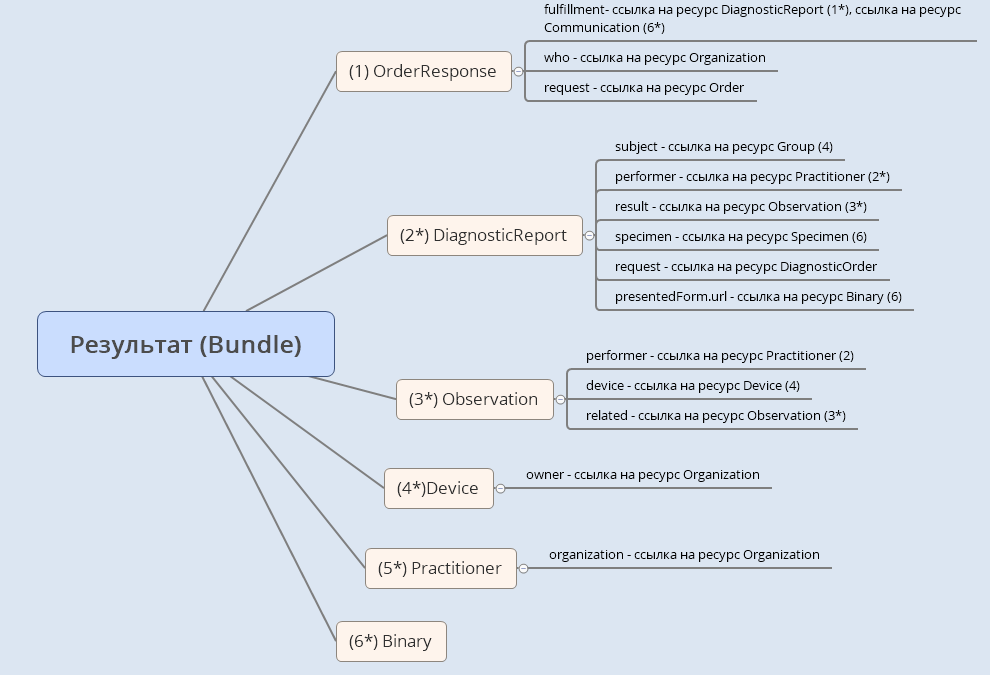 fulfillment- ссылка на ресурс DiagnosticReport (1*), ссылка на ресурс
Communication (6*)
(1) OrderResponse
who - ссылка на ресурс Organization
request - ссылка на ресурс Order
subject - ссылка на ресурс Group (4)
performer - ссылка на ресурс Practitioner (2*)
result - ссылка на ресурс Observation (3*)
(2*) DiagnosticReport
specimen - ссылка на ресурс Specimen (6)
request - ссылка на ресурс DiagnosticOrder
presentedForm.url - ссылка на ресурс Binary (6)
Результат (Bundle)
performer - ссылка на ресурс Practitioner (2)
(3*) Observation
device - ссылка на ресурс Device (4)
related - ссылка на ресурс Observation (3*)
(4*)Device
owner - ссылка на ресурс Organization
(5*) Practitioner
organization - ссылка на ресурс Organization
(6*) Binary